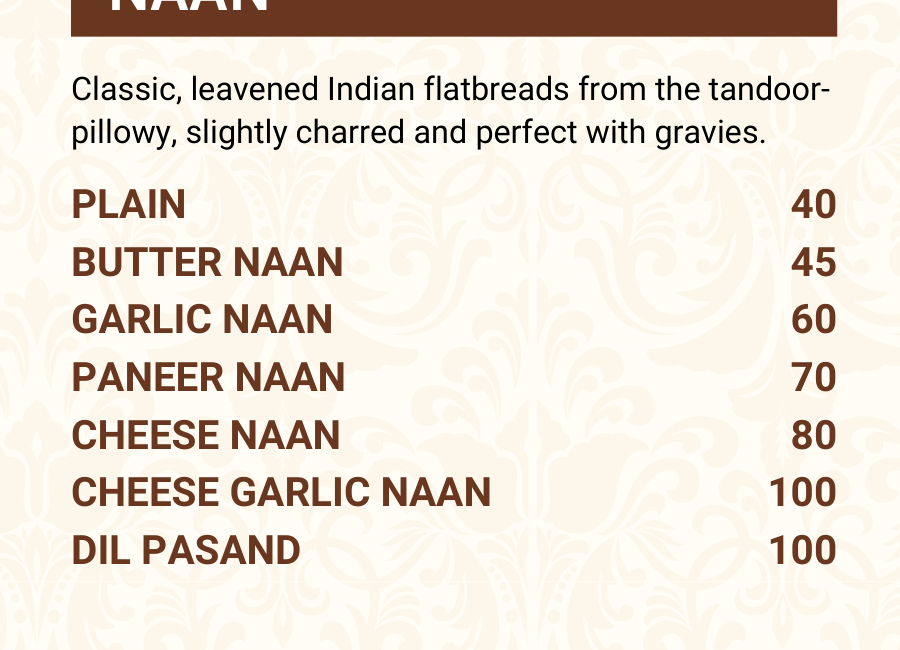 NAAN
Classic, leavened Indian flatbreads from the tandoor-
pillowy, slightly charred and perfect with gravies.
PLAIN 40
BUTTER NAAN 45
GARLIC NAAN 60
PANEER NAAN 70
CHEESE NAAN 80
CHEESE GARLIC NAAN 100
DIL PASAND 100